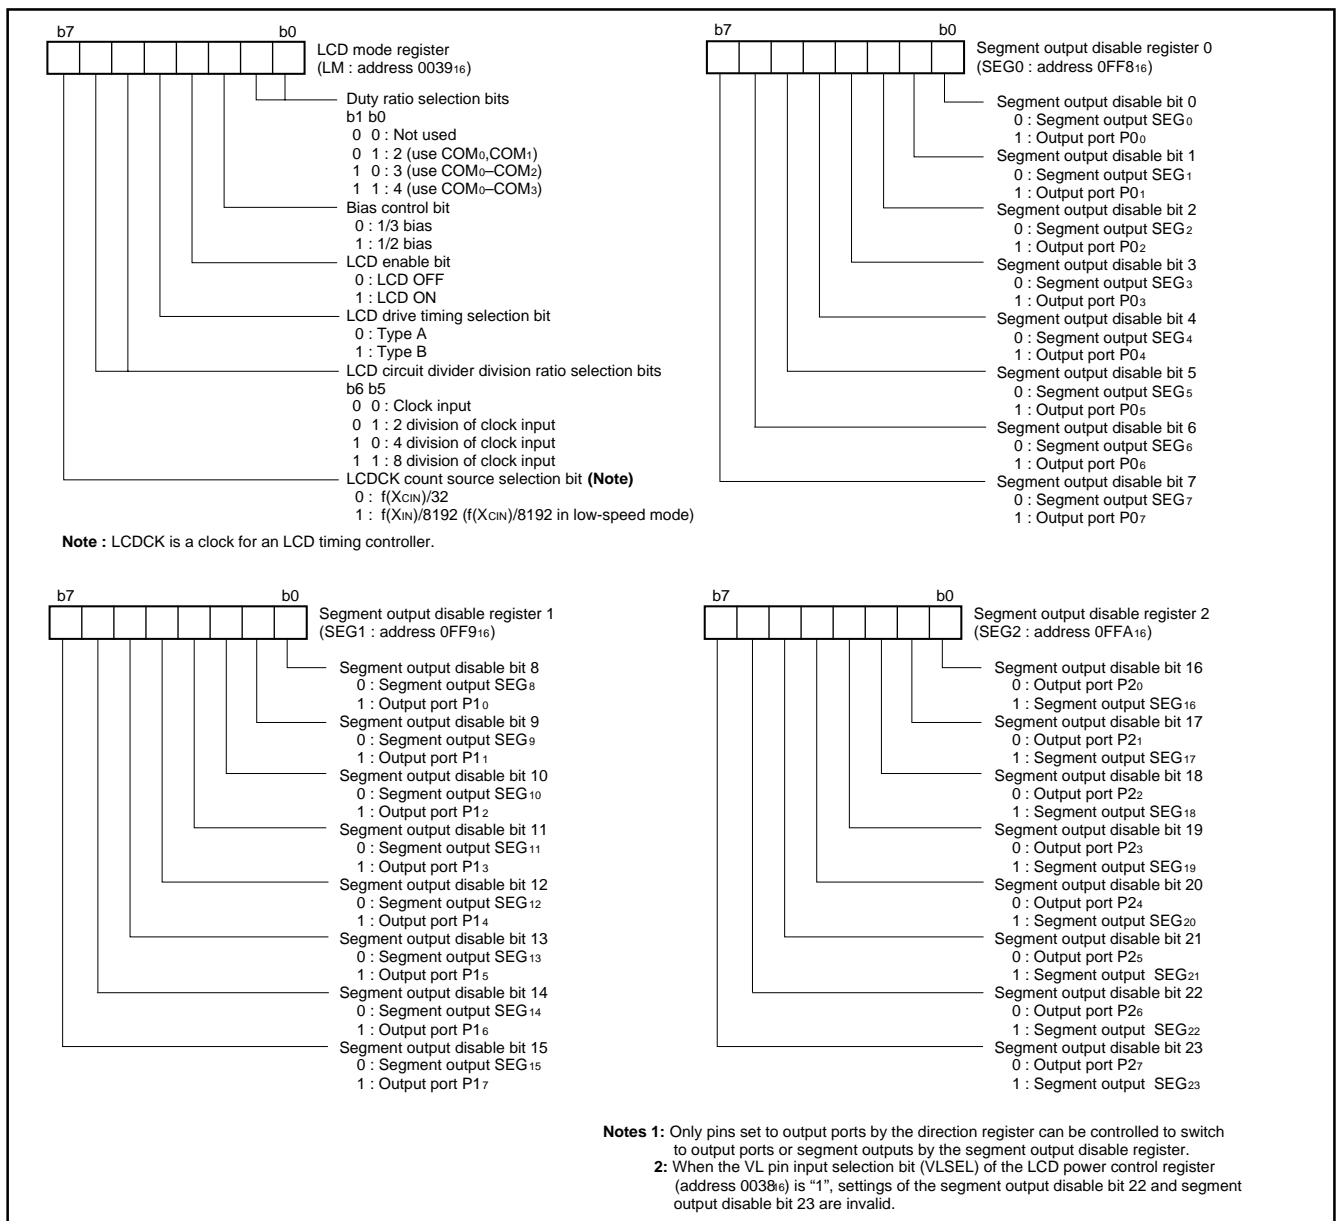 b7 b0
LCD mode register
(LM : address 0039₁₆)
Duty ratio selection bits
b1 b0
0 0 : Not used
0 1 : 2 (use COM₀,COM₁)
1 0 : 3 (use COM₀–COM₂)
1 1 : 4 (use COM₀–COM₃)
Bias control bit
0 : 1/3 bias
1 : 1/2 bias
LCD enable bit
0 : LCD OFF
1 : LCD ON
LCD drive timing selection bit
0 : Type A
1 : Type B
LCD circuit divider division ratio selection bits
b6 b5
0 0 : Clock input
0 1 : 2 division of clock input
1 0 : 4 division of clock input
1 1 : 8 division of clock input
LCDCK count source selection bit (Note)
0 : f(XCIN)/32
1 : f(XIN)/8192 (f(XCIN)/8192 in low-speed mode)
Note : LCDCK is a clock for an LCD timing controller.
b7 b0
Segment output disable register 0
(SEG0 : address 0FF8₁₆)
Segment output disable bit 0
0 : Segment output SEG₀
1 : Output port P0₀
Segment output disable bit 1
0 : Segment output SEG₁
1 : Output port P0₁
Segment output disable bit 2
0 : Segment output SEG₂
1 : Output port P0₂
Segment output disable bit 3
0 : Segment output SEG₃
1 : Output port P0₃
Segment output disable bit 4
0 : Segment output SEG₄
1 : Output port P0₄
Segment output disable bit 5
0 : Segment output SEG₅
1 : Output port P0₅
Segment output disable bit 6
0 : Segment output SEG₆
1 : Output port P0₆
Segment output disable bit 7
0 : Segment output SEG₇
1 : Output port P0₇
b7 b0
Segment output disable register 1
(SEG1 : address 0FF9₁₆)
Segment output disable bit 8
0 : Segment output SEG₈
1 : Output port P1₀
Segment output disable bit 9
0 : Segment output SEG₉
1 : Output port P1₁
Segment output disable bit 10
0 : Segment output SEG₁₀
1 : Output port P1₂
Segment output disable bit 11
0 : Segment output SEG₁₁
1 : Output port P1₃
Segment output disable bit 12
0 : Segment output SEG₁₂
1 : Output port P1₄
Segment output disable bit 13
0 : Segment output SEG₁₃
1 : Output port P1₅
Segment output disable bit 14
0 : Segment output SEG₁₄
1 : Output port P1₆
Segment output disable bit 15
0 : Segment output SEG₁₅
1 : Output port P1₇
b7 b0
Segment output disable register 2
(SEG2 : address 0FFA₁₆)
Segment output disable bit 16
0 : Output port P2₀
1 : Segment output SEG₁₆
Segment output disable bit 17
0 : Output port P2₁
1 : Segment output SEG₁₇
Segment output disable bit 18
0 : Output port P2₂
1 : Segment output SEG₁₈
Segment output disable bit 19
0 : Output port P2₃
1 : Segment output SEG₁₉
Segment output disable bit 20
0 : Output port P2₄
1 : Segment output SEG₂₀
Segment output disable bit 21
0 : Output port P2₅
1 : Segment output SEG₂₁
Segment output disable bit 22
0 : Output port P2₆
1 : Segment output SEG₂₂
Segment output disable bit 23
0 : Output port P2₇
1 : Segment output SEG₂₃
Notes 1: Only pins set to output ports by the direction register can be controlled to switch
to output ports or segment outputs by the segment output disable register.
2: When the VL pin input selection bit (VLSEL) of the LCD power control register
(address 0038₁₆) is “1”, settings of the segment output disable bit 22 and segment
output disable bit 23 are invalid.